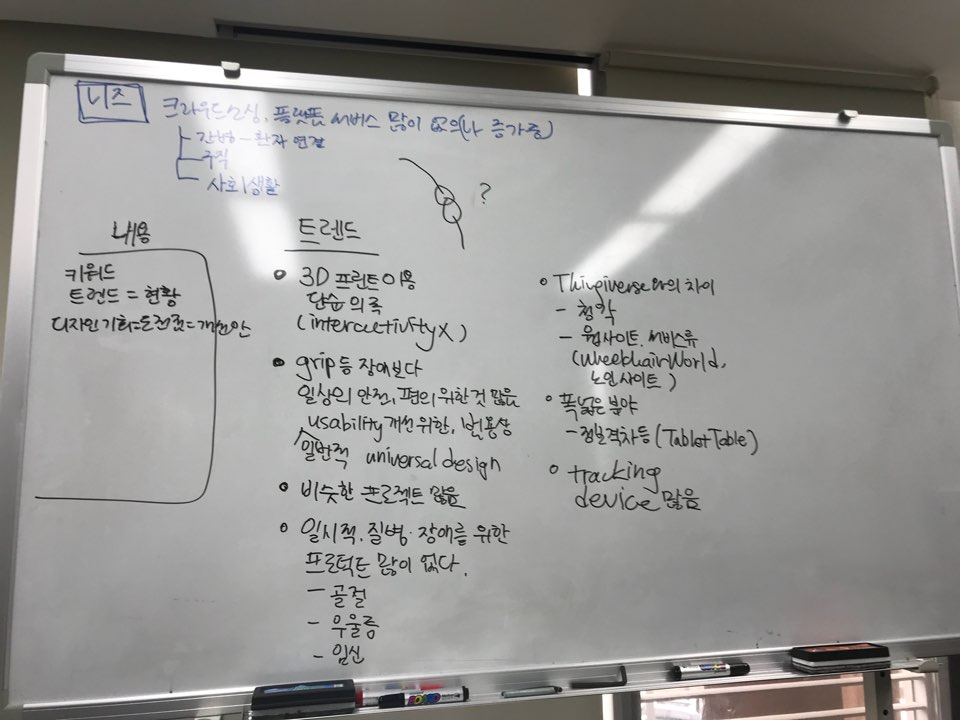 니즈
크라우드소싱, 플랫폼 서비스 많이 없으(나 증가중)
간병 - 환자 연결
구직
사회생활
?
내용
키워드
트렌드 = 현황
디자인 기회=도전점=개선안
트렌드
• 3D 프린트 이용
단순 의족
(interactivity X)
• grip 등 장애보다
일상의 안전, 편의 위한 것 많음
usability 개선 위한, 범용상
일반적 universal design
• 비슷한 프로젝트 많음
• 일시적, 질병·장애를 위한
프로덕트 많이 없다.
- 골절
- 우울증
- 임신
• Thingiverse와의 차이
- 청각
- 웹사이트, 서비스류
(WheelchairWorld,
노인 사이트)
• 폭넓은 분야
- 정보격차 등 (Tablet Table)
• tracking
device 많음